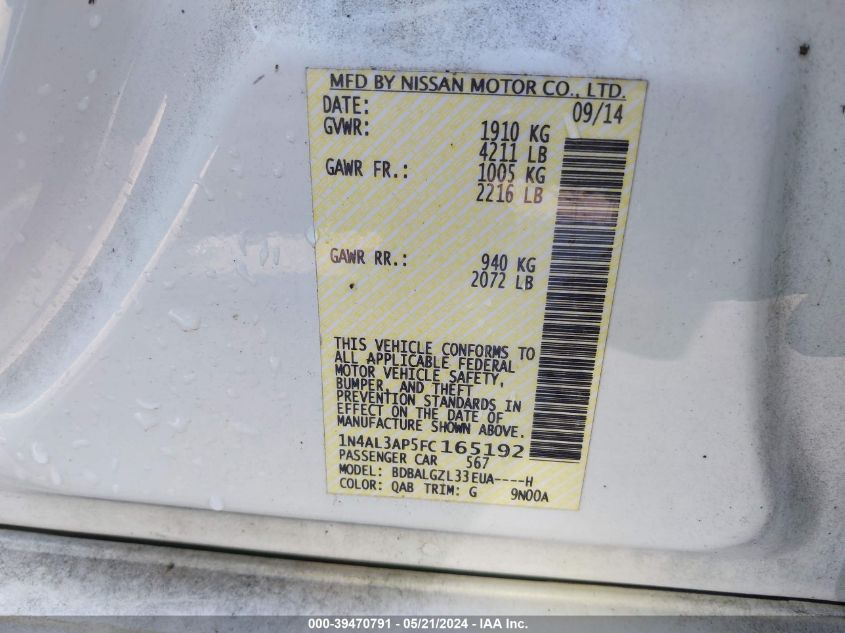 MFD BY NISSAN MOTOR CO., LTD.
DATE: 09/14
GVWR: 1910 KG
4211 LB
GAWR FR.: 1005 KG
2216 LB
GAWR RR.: 940 KG
2072 LB
THIS VEHICLE CONFORMS TO
ALL APPLICABLE FEDERAL
MOTOR VEHICLE SAFETY,
BUMPER, AND THEFT
PREVENTION STANDARDS IN
EFFECT ON THE DATE OF
MANUFACTURE SHOWN ABOVE.
1N4AL3AP5FC165192
PASSENGER CAR 567
MODEL: BDBALGZL33EUA----H
COLOR: QAB TRIM: G 9N00A
000-39470791 - 05/21/2024 - IAA Inc.